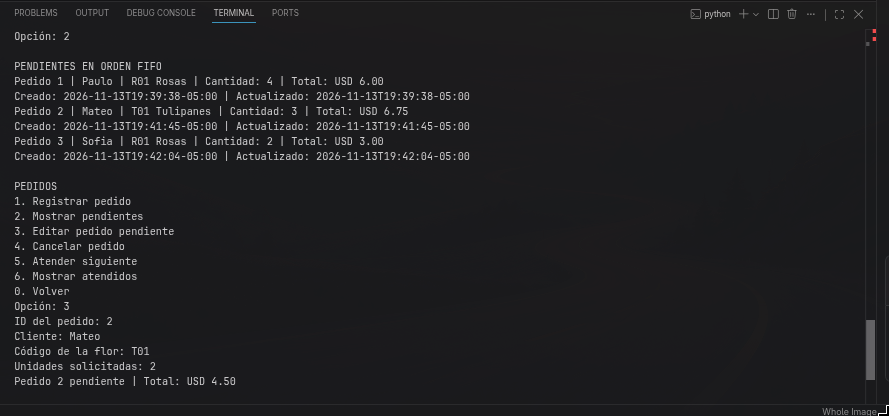 PROBLEMS OUTPUT DEBUG CONSOLE TERMINAL PORTS python
Opción: 2
PENDIENTES EN ORDEN FIFO
Pedido 1 | Paulo | R01 Rosas | Cantidad: 4 | Total: USD 6.00
Creado: 2026-11-13T19:39:38-05:00 | Actualizado: 2026-11-13T19:39:38-05:00
Pedido 2 | Mateo | T01 Tulipanes | Cantidad: 3 | Total: USD 6.75
Creado: 2026-11-13T19:41:45-05:00 | Actualizado: 2026-11-13T19:41:45-05:00
Pedido 3 | Sofia | R01 Rosas | Cantidad: 2 | Total: USD 3.00
Creado: 2026-11-13T19:42:04-05:00 | Actualizado: 2026-11-13T19:42:04-05:00
PEDIDOS
1. Registrar pedido
2. Mostrar pendientes
3. Editar pedido pendiente
4. Cancelar pedido
5. Atender siguiente
6. Mostrar atendidos
0. Volver
Opción: 3
ID del pedido: 2
Cliente: Mateo
Código de la flor: T01
Unidades solicitadas: 2
Pedido 2 pendiente | Total: USD 4.50
Whole Image